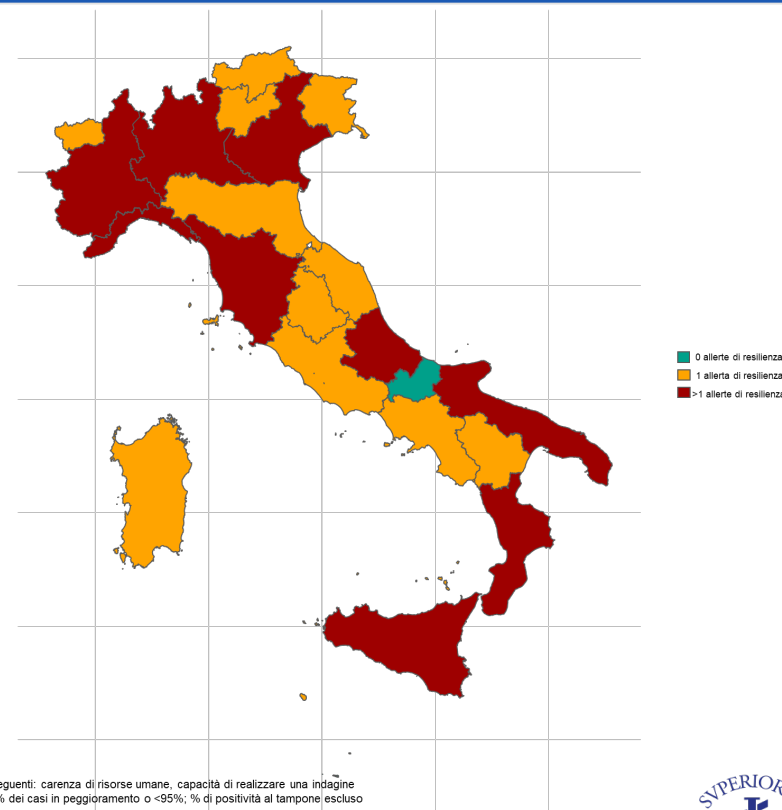 0 allerte di resilienza
1 allerta di resilienza
>1 allerte di resilienza
eguenti: carenza di risorse umane, capacità di realizzare una indagine
% dei casi in peggioramento o <95%; % di positività al tampone escluso
SVPERIOR